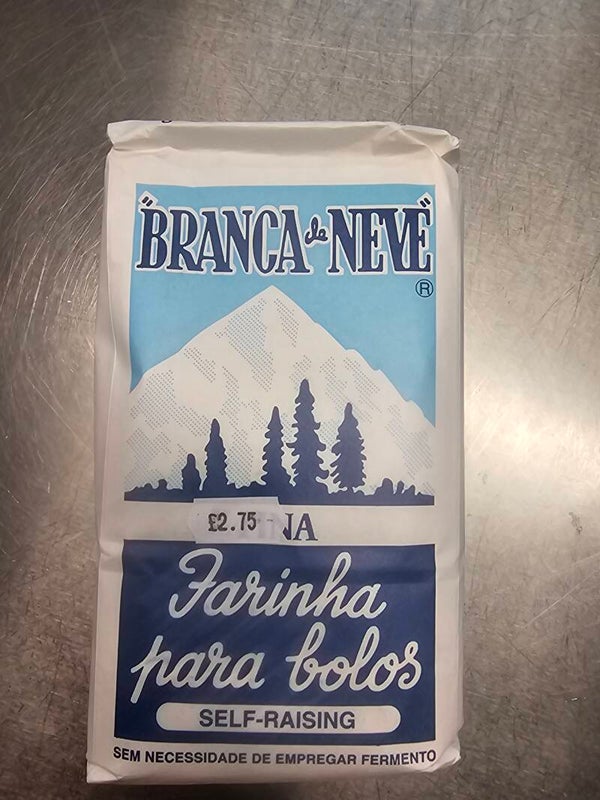 "BRANCA de NEVE"
®
£2.75
Farinha
para bolos
SELF-RAISING
SEM NECESSIDADE DE EMPREGAR FERMENTO